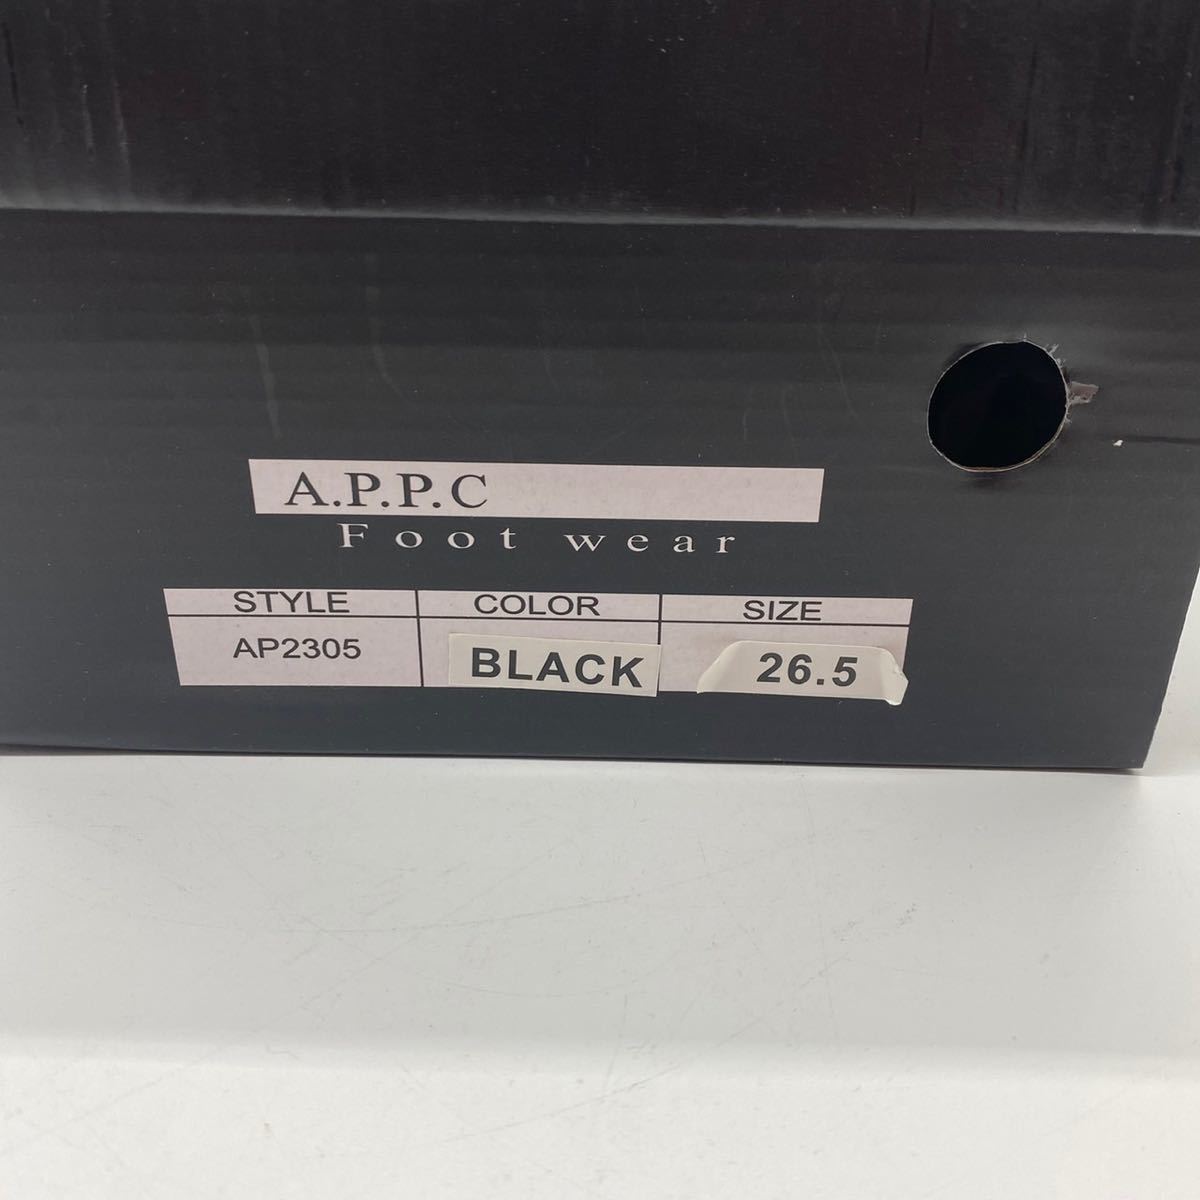 A.P.P.C
Foot wear
STYLE COLOR SIZE
AP2305 BLACK 26.5